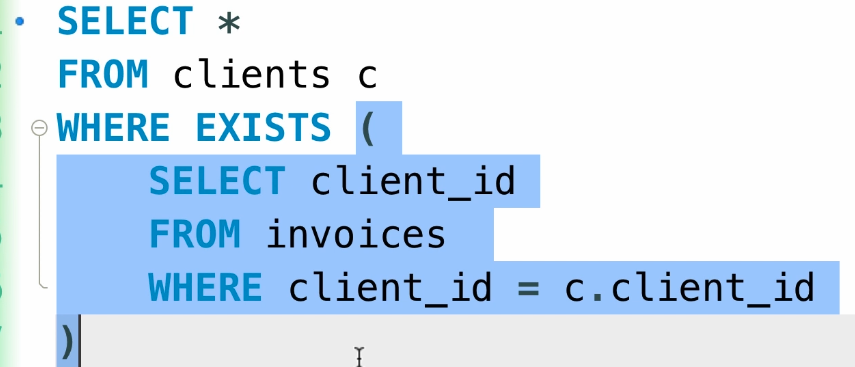 SELECT *
FROM clients c
WHERE EXISTS (
    SELECT client_id
    FROM invoices
    WHERE client_id = c.client_id
)